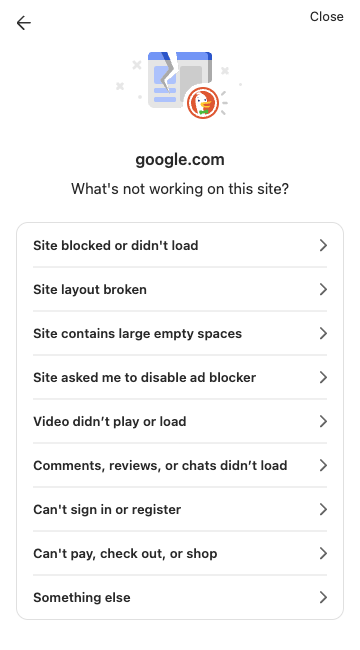 Close
google.com
What's not working on this site?
Site blocked or didn't load
Site layout broken
Site contains large empty spaces
Site asked me to disable ad blocker
Video didn’t play or load
Comments, reviews, or chats didn’t load
Can't sign in or register
Can't pay, check out, or shop
Something else